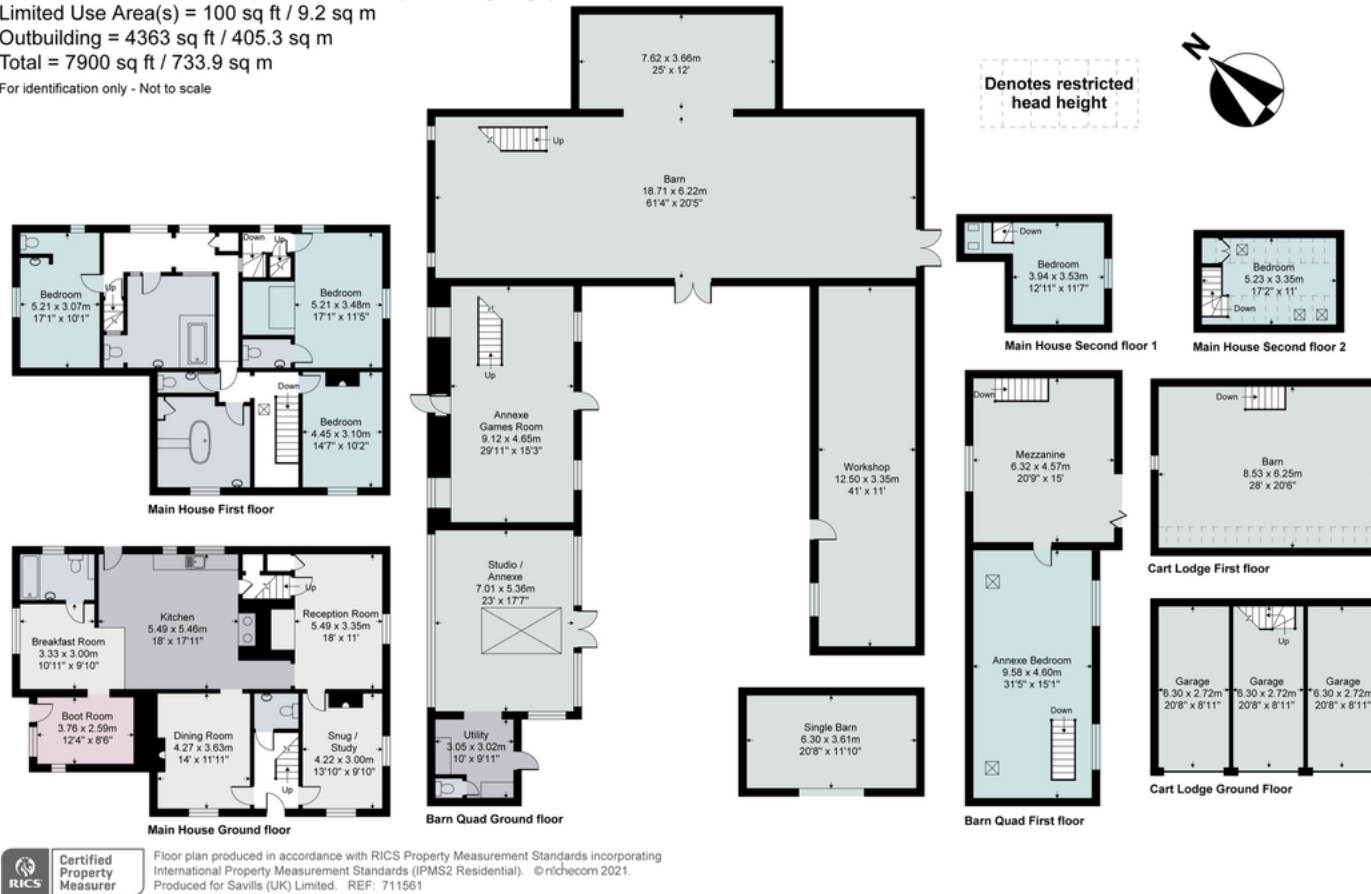 Limited Use Area(s) = 100 sq ft / 9.2 sq m
Outbuilding = 4363 sq ft / 405.3 sq m
Total = 7900 sq ft / 733.9 sq m
For identification only - Not to scale
7.62 x 3.66m
25' x 12'
Denotes restricted
head height
N
Up
Barn
18.71 x 6.22m
61'4" x 20'5"
Bedroom
5.21 x 3.07m
17'1" x 10'1"
Up
Down
Up
Bedroom
5.21 x 3.48m
17'1" x 11'5"
Down
Bedroom
4.45 x 3.10m
14'7" x 10'2"
Main House First floor
Down
Bedroom
3.94 x 3.53m
12'11" x 11'7"
Main House Second floor 1
Bedroom
5.23 x 3.35m
17'2" x 11'
Down
Main House Second floor 2
Up
Annexe
Games Room
9.12 x 4.65m
29'11" x 15'3"
Workshop
12.50 x 3.35m
41' x 11'
Down
Mezzanine
6.32 x 4.57m
20'9" x 15'
Down
Barn
8.53 x 6.25m
28' x 20'6"
Cart Lodge First floor
Kitchen
5.49 x 5.46m
18' x 17'11"
Up
Reception Room
5.49 x 3.35m
18' x 11'
Breakfast Room
3.33 x 3.00m
10'11" x 9'10"
Boot Room
3.76 x 2.59m
12'4" x 8'6"
Dining Room
4.27 x 3.63m
14' x 11'11"
Up
Snug /
Study
4.22 x 3.00m
13'10" x 9'10"
Main House Ground floor
Studio /
Annexe
7.01 x 5.36m
23' x 17'7"
Utility
3.05 x 3.02m
10' x 9'11"
Barn Quad Ground floor
Single Barn
6.30 x 3.61m
20'8" x 11'10"
Annexe Bedroom
9.58 x 4.60m
31'5" x 15'1"
Down
Barn Quad First floor
Up
Garage
6.30 x 2.72m
20'8" x 8'11"
Garage
6.30 x 2.72m
20'8" x 8'11"
Garage
6.30 x 2.72m
20'8" x 8'11"
Cart Lodge Ground Floor
RICS
Certified
Property
Measurer
Floor plan produced in accordance with RICS Property Measurement Standards incorporating
International Property Measurement Standards (IPMS2 Residential). © nichecom 2021.
Produced for Savills (UK) Limited. REF: 711561